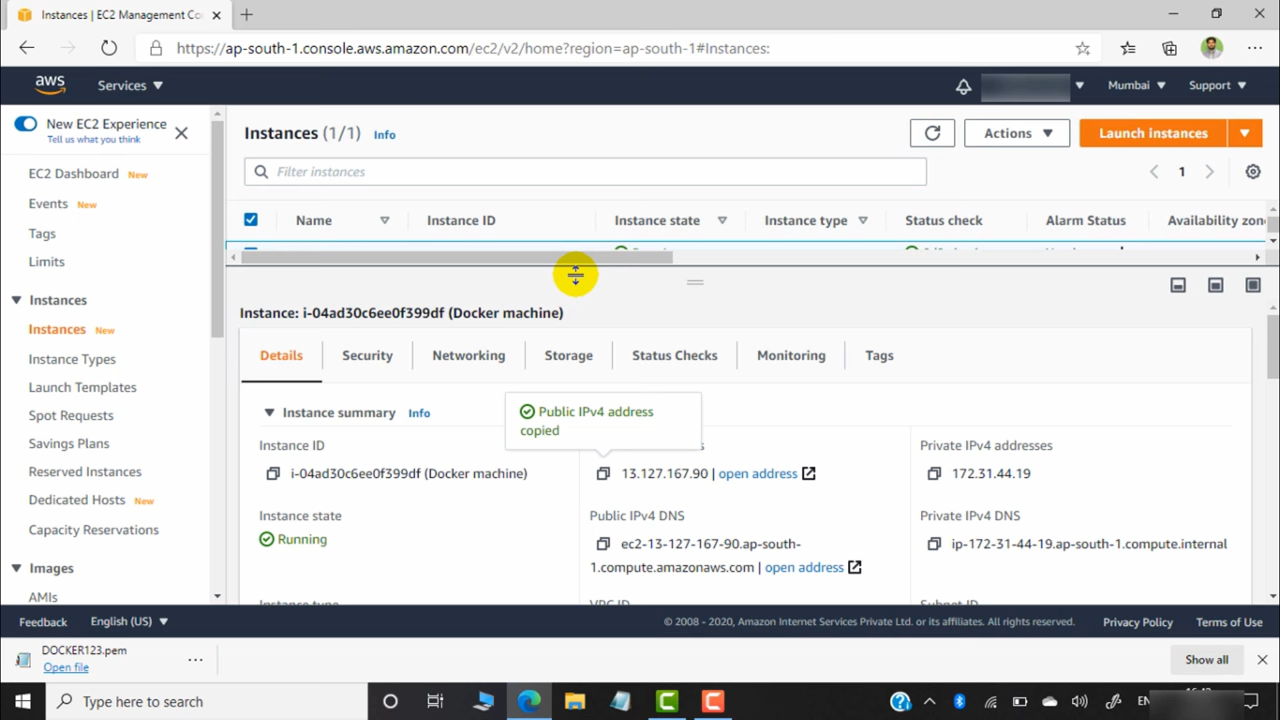 Instances | EC2 Management Co
https://ap-south-1.console.aws.amazon.com/ec2/v2/home?region=ap-south-1#Instances:
aws
Services
Mumbai
Support
New EC2 Experience
Tell us what you think
EC2 Dashboard New
Events New
Tags
Limits
Instances
Instances New
Instance Types
Launch Templates
Spot Requests
Savings Plans
Reserved Instances
Dedicated Hosts New
Capacity Reservations
Images
AMIs
Instances (1/1) Info
Actions
Launch instances
Filter instances
1
Name
Instance ID
Instance state
Instance type
Status check
Alarm Status
Availability zone
Instance: i-04ad30c6ee0f399df (Docker machine)
Details
Security
Networking
Storage
Status Checks
Monitoring
Tags
Instance summary Info
Public IPv4 address
copied
Instance ID
i-04ad30c6ee0f399df (Docker machine)
13.127.167.90 | open address
Private IPv4 addresses
172.31.44.19
Instance state
Running
Public IPv4 DNS
ec2-13-127-167-90.ap-south-
1.compute.amazonaws.com | open address
Private IPv4 DNS
ip-172-31-44-19.ap-south-1.compute.internal
Instance type
VPC ID
Subnet ID
Feedback
English (US)
© 2008 - 2020, Amazon Internet Services Private Ltd. or its affiliates. All rights reserved.
Privacy Policy
Terms of Use
DOCKER123.pem
Open file
Show all
Type here to search